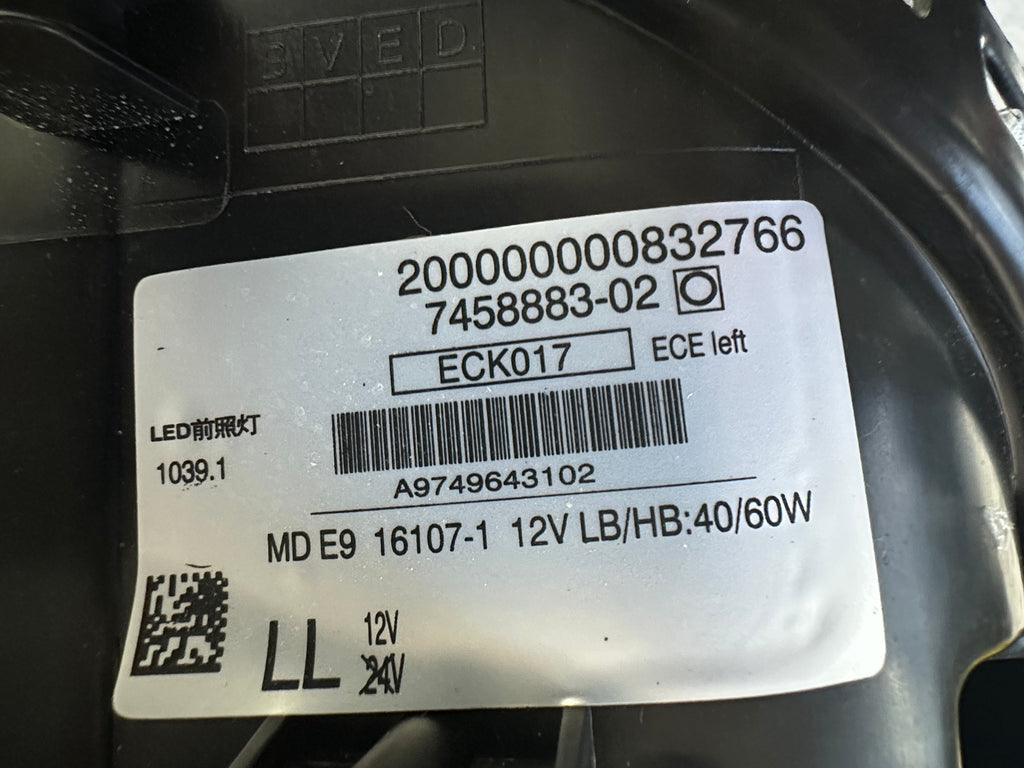 BVED
200000000832766
7458883-02
ECK017 ECE left
LED前照灯
1039.1
A9749643102
MD E9 16107-1 12V LB/HB:40/60W
LL 12V
24V